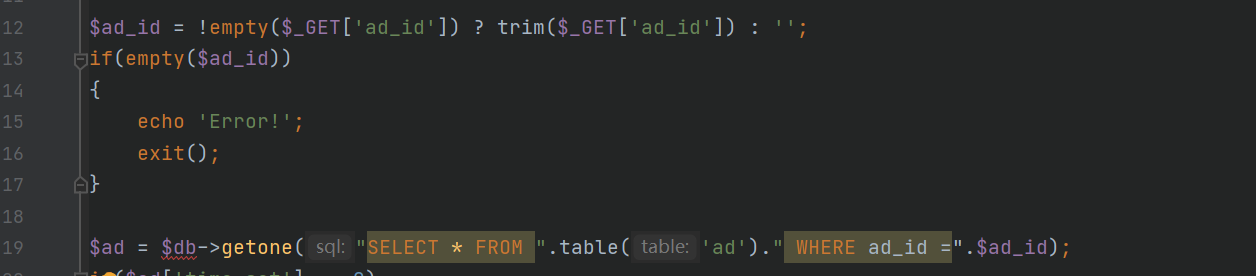 12 $ad_id = !empty($_GET['ad_id']) ? trim($_GET['ad_id']) : '';
13 if(empty($ad_id))
14 {
15 echo 'Error!';
16 exit();
17 }
18
19 $ad = $db->getone( sql: "SELECT * FROM ".table( table: 'ad')." WHERE ad_id =".$ad_id);